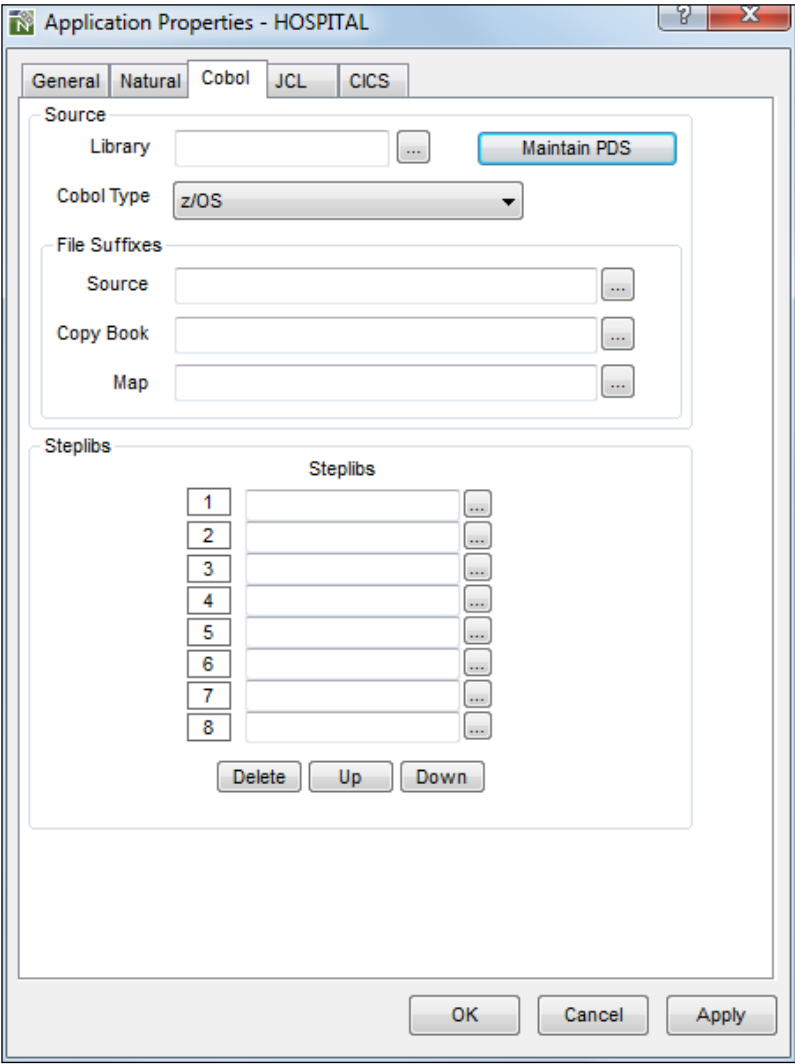 Application Properties - HOSPITAL
?
X
General Natural Cobol JCL CICS
Source
Library ... Maintain PDS
Cobol Type z/OS
File Suffixes
Source ...
Copy Book ...
Map ...
Steplibs
Steplibs
1 ...
2 ...
3 ...
4 ...
5 ...
6 ...
7 ...
8 ...
Delete Up Down
OK Cancel Apply